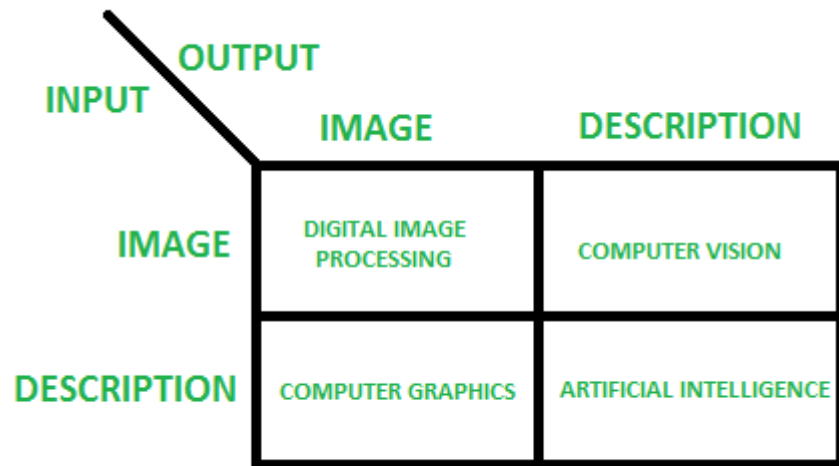 OUTPUT
INPUT
IMAGE DESCRIPTION
IMAGE
DIGITAL IMAGE
PROCESSING
COMPUTER VISION
DESCRIPTION
COMPUTER GRAPHICS
ARTIFICIAL INTELLIGENCE